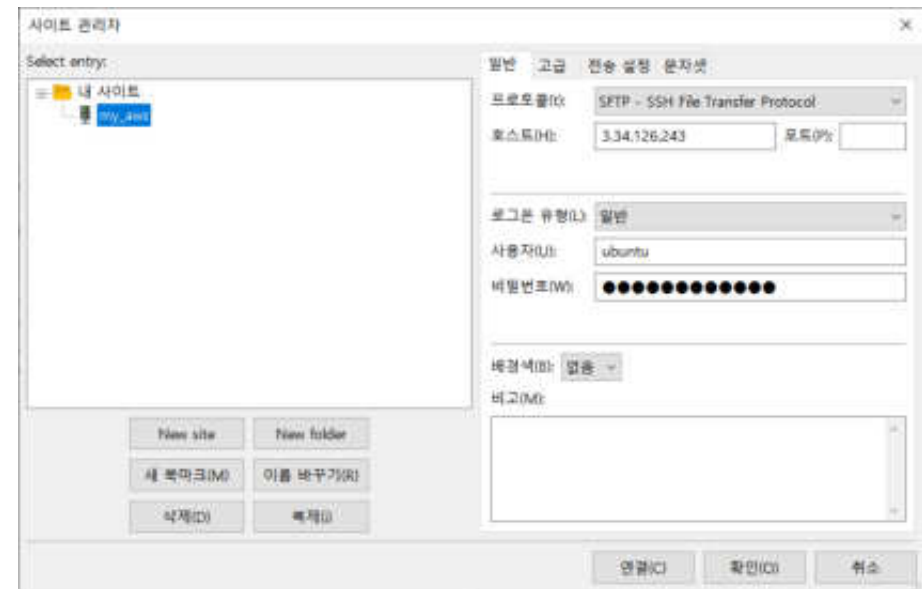 사이트 관리자
Select entry:
내 사이트
my_aws
일반 고급 전송 설정 문자셋
프로토콜(t): SFTP - SSH File Transfer Protocol
호스트(H): 3.34.126.243 포트(P):
로그온 유형(L): 일반
사용자(U): ubuntu
비밀번호(W): ●●●●●●●●●●●●
배경색(B): 없음
비고(M):
New site New folder
새 북마크(M) 이름 바꾸기(R)
삭제(D) 복제(i)
연결(C) 확인(O) 취소